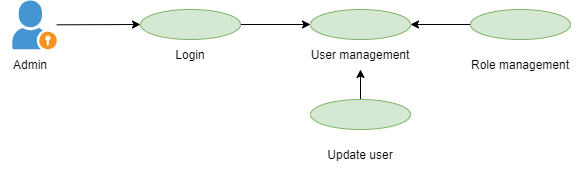 Login
User management
Admin
Role management
Update user